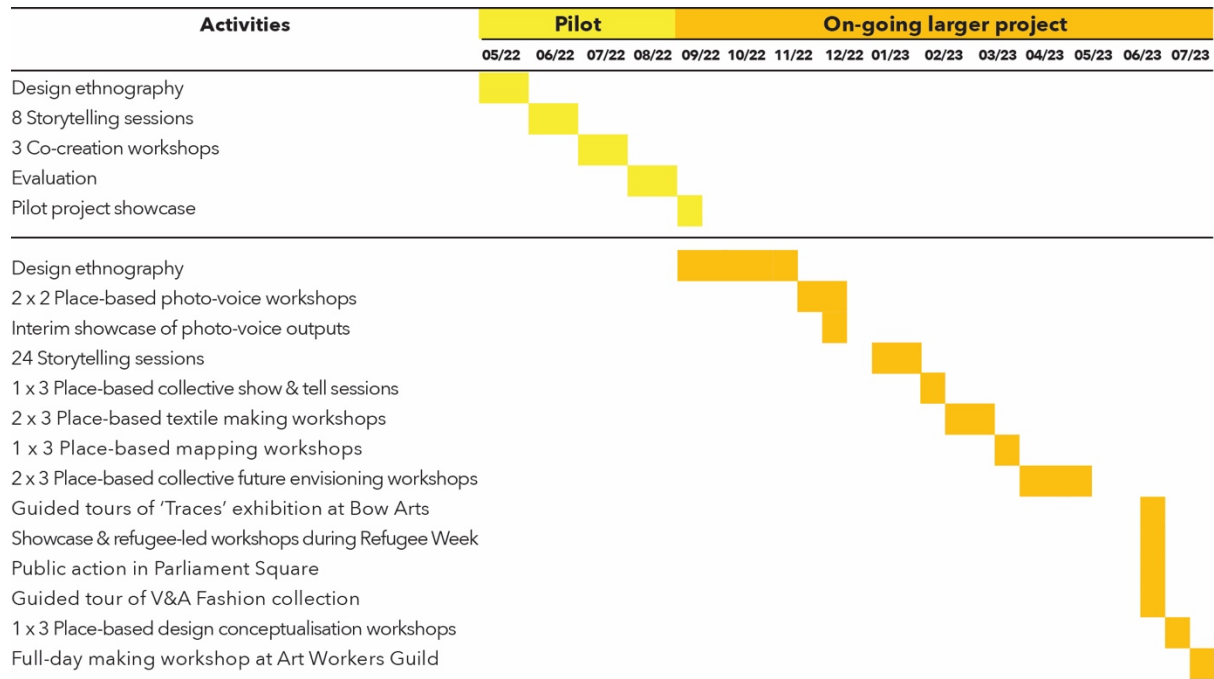 Activities Pilot On-going larger project
05/22 06/22 07/22 08/22 09/22 10/22 11/22 12/22 01/23 02/23 03/23 04/23 05/23 06/23 07/23
Design ethnography
8 Storytelling sessions
3 Co-creation workshops
Evaluation
Pilot project showcase
Design ethnography
2 x 2 Place-based photo-voice workshops
Interim showcase of photo-voice outputs
24 Storytelling sessions
1 x 3 Place-based collective show & tell sessions
2 x 3 Place-based textile making workshops
1 x 3 Place-based mapping workshops
2 x 3 Place-based collective future envisioning workshops
Guided tours of ‘Traces’ exhibition at Bow Arts
Showcase & refugee-led workshops during Refugee Week
Public action in Parliament Square
Guided tour of V&A Fashion collection
1 x 3 Place-based design conceptualisation workshops
Full-day making workshop at Art Workers Guild